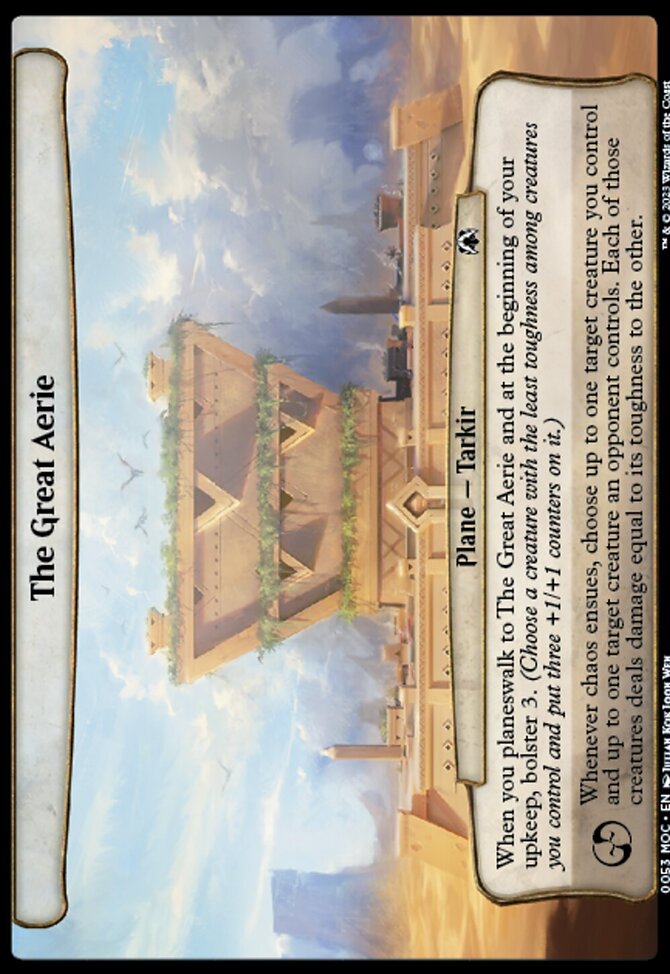 The Great Aerie
Plane — Tarkir
When you planeswalk to The Great Aerie and at the beginning of your
upkeep, bolster 3. (Choose a creature with the least toughness among creatures
you control and put three +1/+1 counters on it.)
Whenever chaos ensues, choose up to one target creature you control
and up to one target creature an opponent controls. Each of those
creatures deals damage equal to its toughness to the other.
0053 MOC • EN
™ & © 2023 Wizards of the Coast